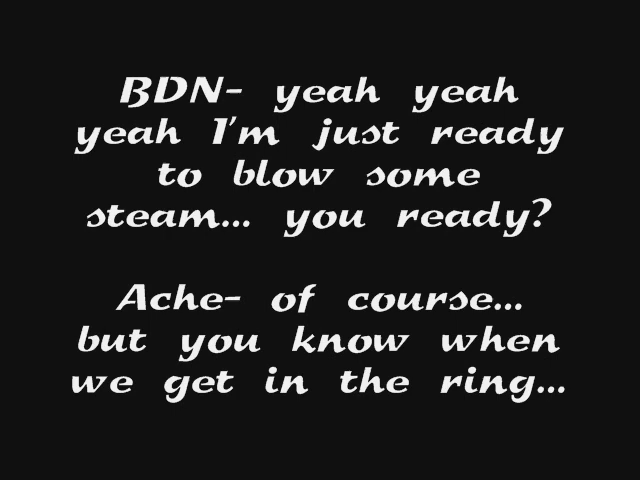 BDN- yeah yeah
yeah I'm just ready
to blow some
steam... you ready?
Ache- of course...
but you know when
we get in the ring...